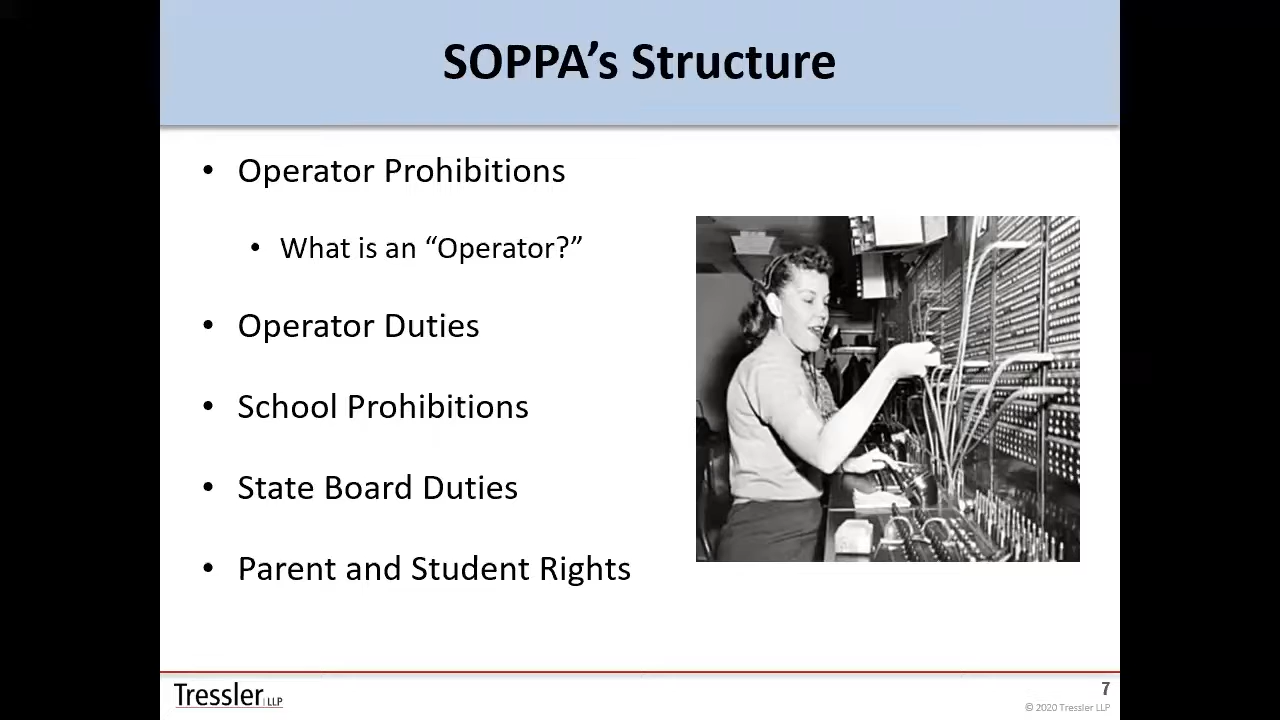 SOPPA’s Structure
• Operator Prohibitions
• What is an “Operator?”
• Operator Duties
• School Prohibitions
• State Board Duties
• Parent and Student Rights
Tressler LLP
7
© 2020 Tressler LLP